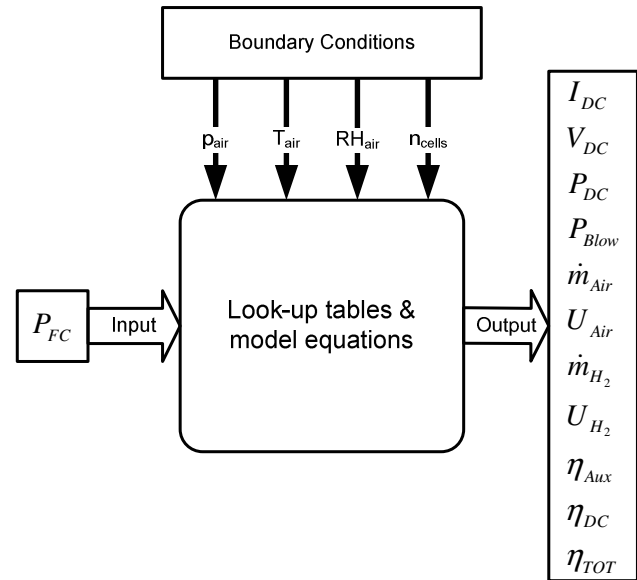 Boundary Conditions
p_air T_air RH_air n_cells
P_FC
Input
Look-up tables &
model equations
Output
I_DC
V_DC
P_DC
P_Blow
ṁ_Air
U_Air
ṁ_H₂
U_H₂
η_Aux
η_DC
η_TOT